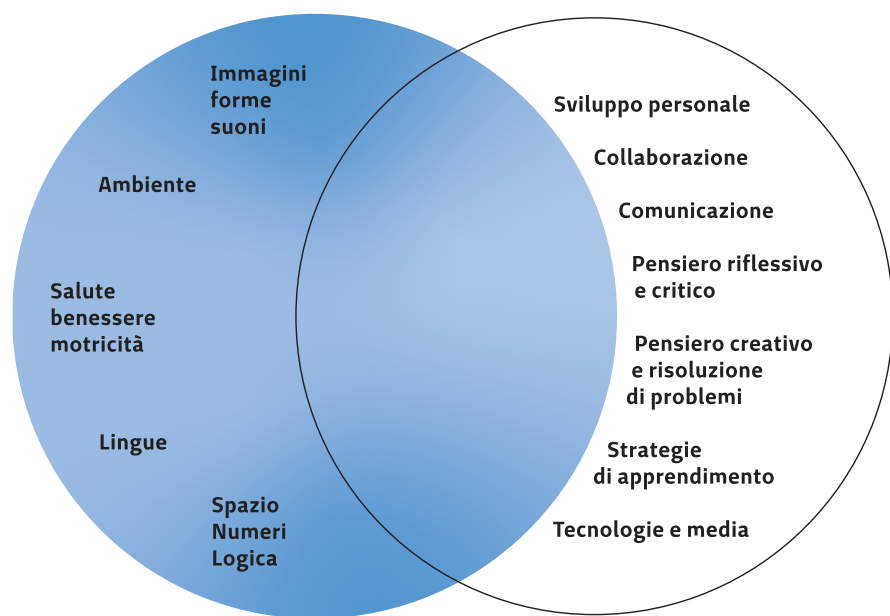 Immagini
forme
suoni
Ambiente
Salute
benessere
motricità
Lingue
Spazio
Numeri
Logica
Sviluppo personale
Collaborazione
Comunicazione
Pensiero riflessivo
e critico
Pensiero creativo
e risoluzione
di problemi
Strategie
di apprendimento
Tecnologie e media